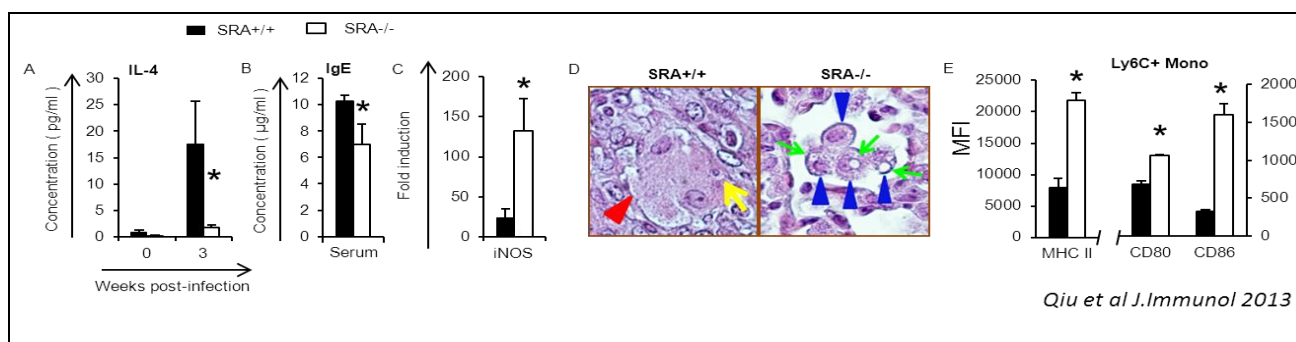 SRA+/+ SRA-/-
A IL-4
Concentration ( pg/ml)
30
25
20
15
10
5
0
*
0 3
Weeks post-infection
B IgE
Concentration ( µg/ml)
12
10
8
6
4
2
0
*
Serum
C
Fold induction
200
150
100
50
0
*
iNOS
D SRA+/+ SRA-/-
E Ly6C+ Mono
MFI
25000
20000
15000
10000
5000
0
* * *
2000
1500
1000
500
0
MHC II CD80 CD86
Qiu et al J.Immunol 2013